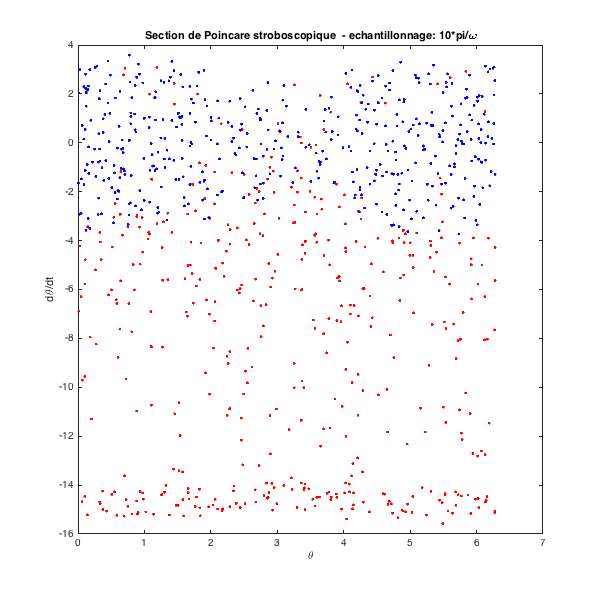 Section de Poincare stroboscopique - echantillonnage: 10*pi/ω
4
2
0
-2
-4
-6
-8
-10
-12
-14
-16
dθ/dt
0 1 2 3 4 5 6 7
θ